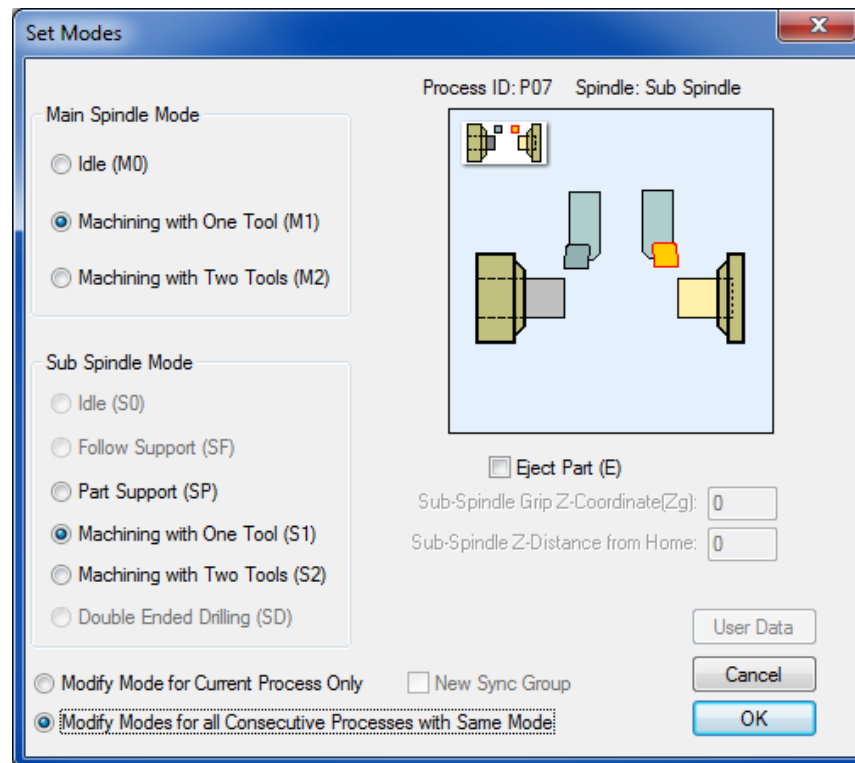 Set Modes
Process ID: P07 Spindle: Sub Spindle
Main Spindle Mode
Idle (M0)
Machining with One Tool (M1)
Machining with Two Tools (M2)
Sub Spindle Mode
Idle (S0)
Follow Support (SF)
Part Support (SP)
Machining with One Tool (S1)
Machining with Two Tools (S2)
Double Ended Drilling (SD)
Eject Part (E)
Sub-Spindle Grip Z-Coordinate(Zg): 0
Sub-Spindle Z-Distance from Home: 0
User Data
Modify Mode for Current Process Only
New Sync Group
Cancel
Modify Modes for all Consecutive Processes with Same Mode
OK